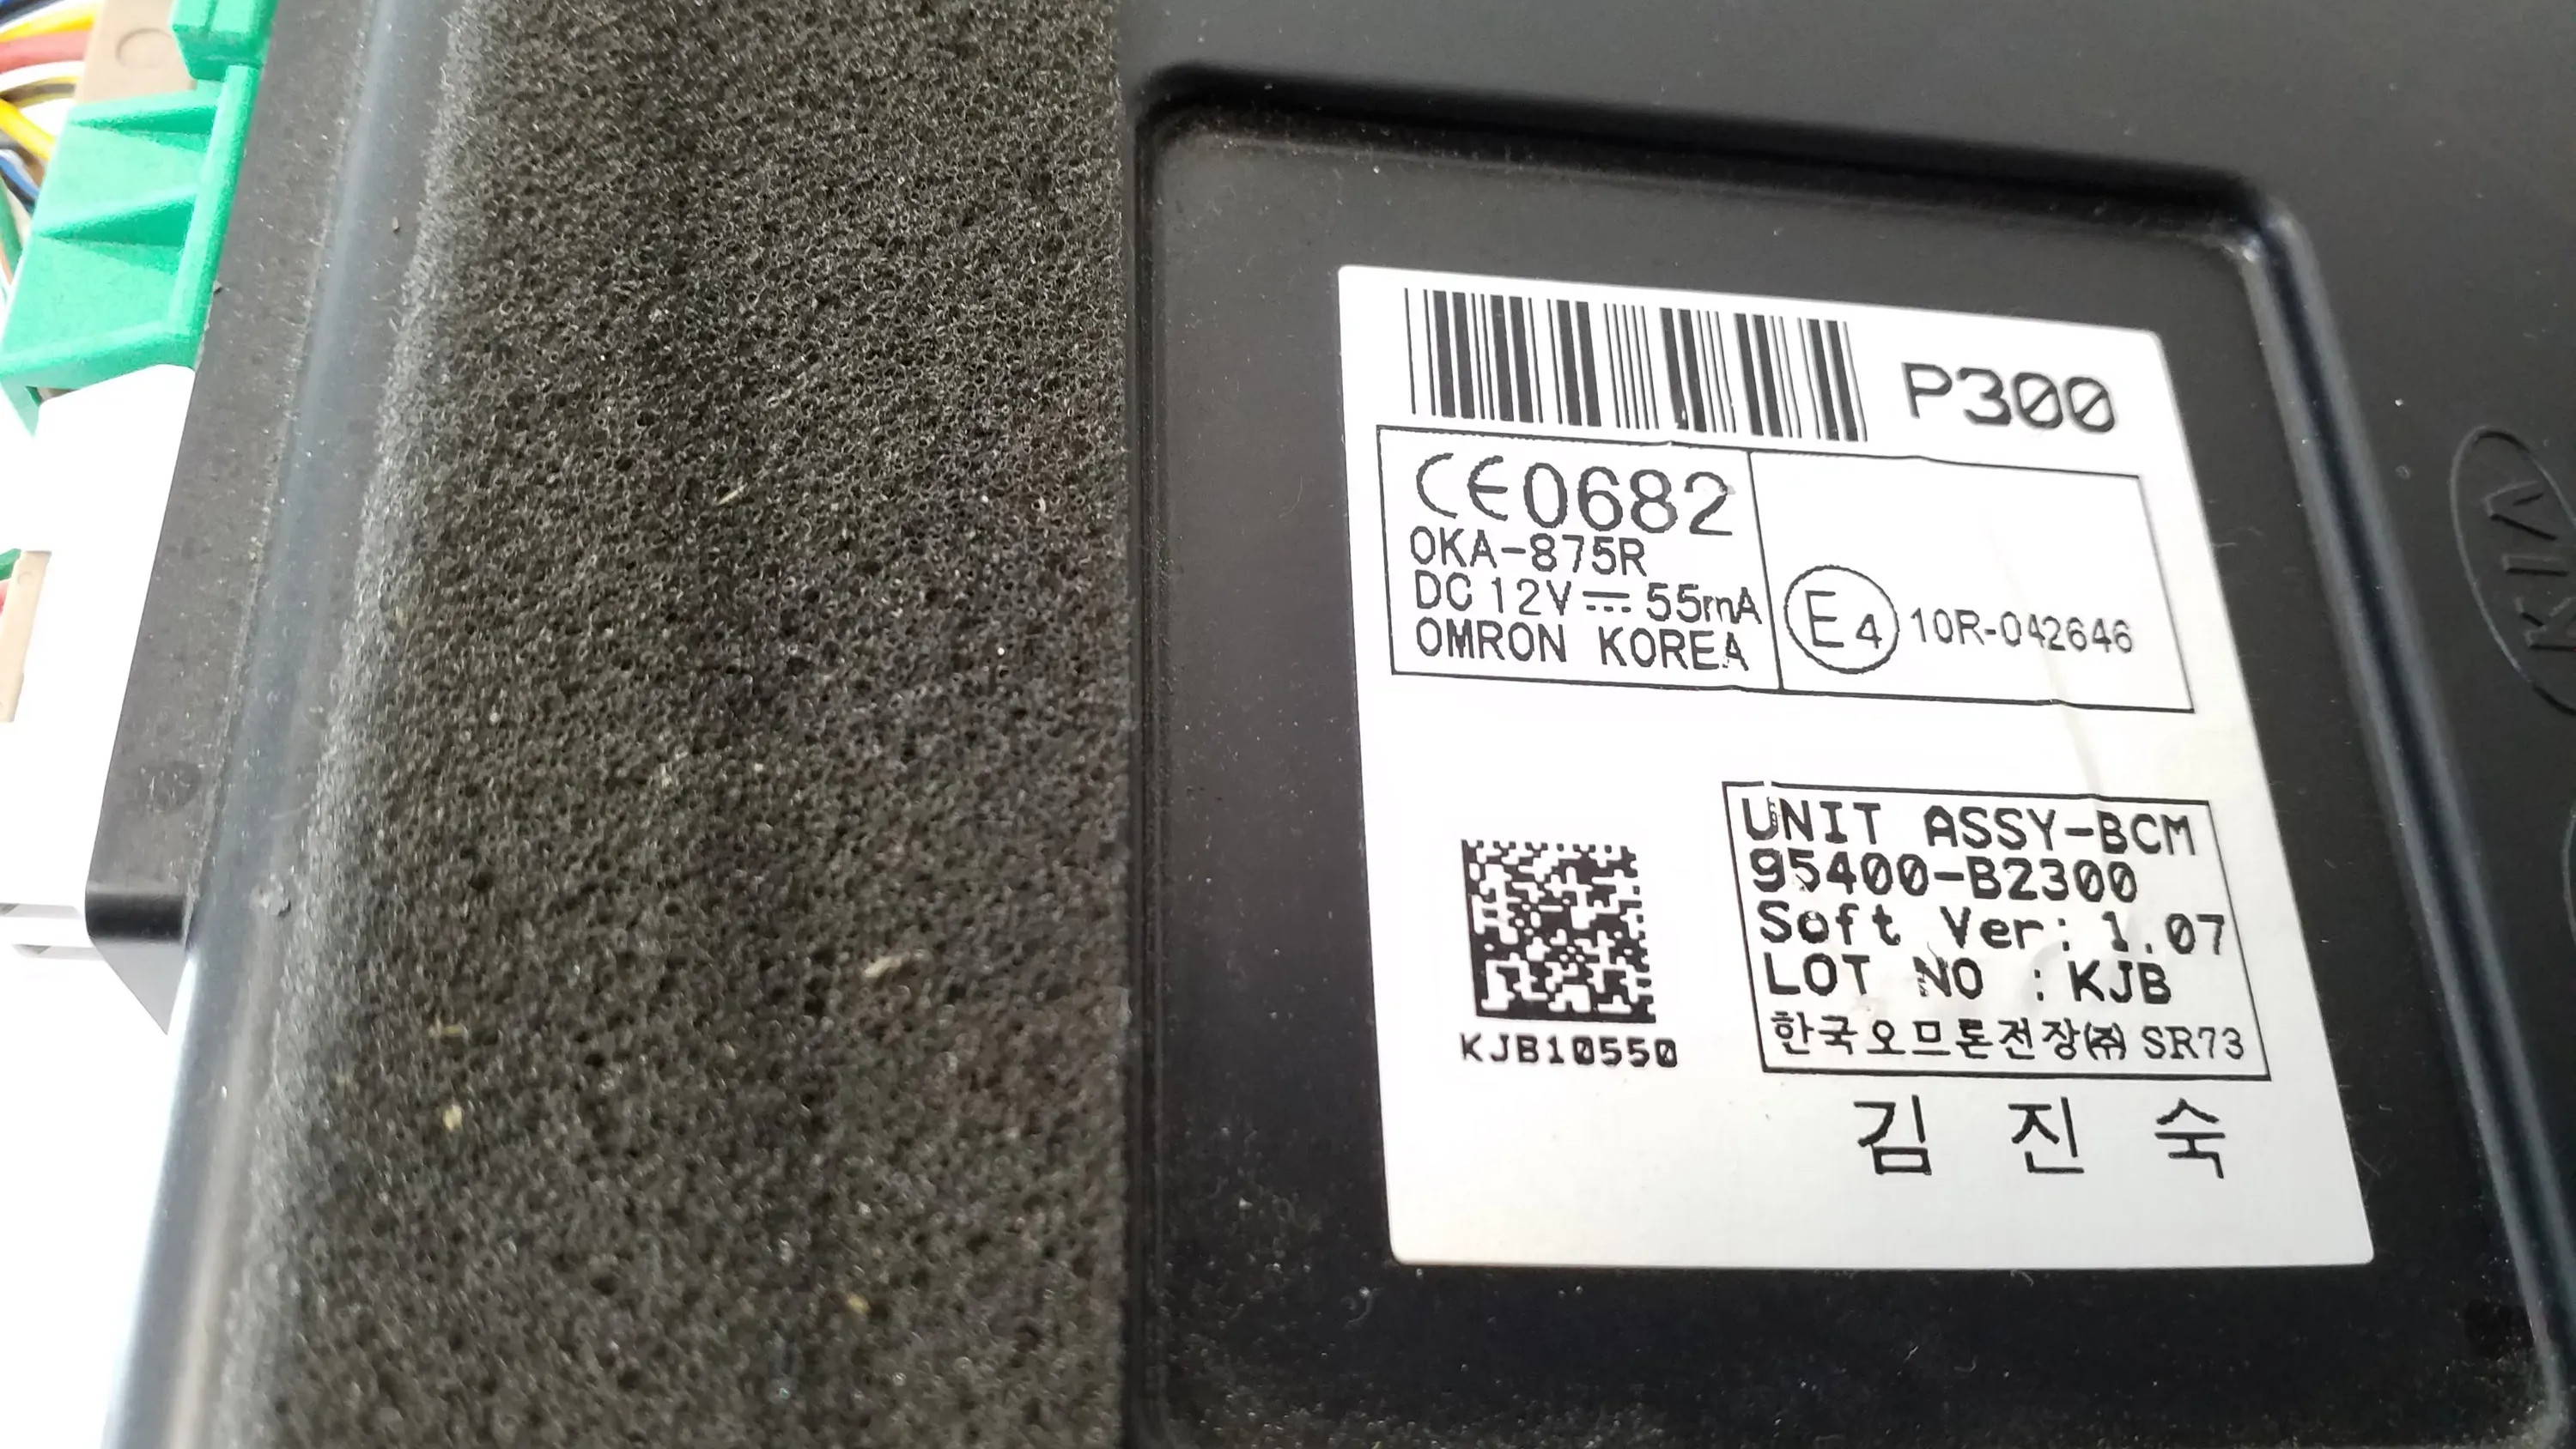 P300
CE0682
OKA-875R
DC 12V⎓55mA
OMRON KOREA
E4 10R-042646
UNIT ASSY-BCM
95400-B2300
Soft Ver: 1.07
LOT NO : KJB
한국오므론전장㈜ SR73
KJB10550
김 진 숙
KIA